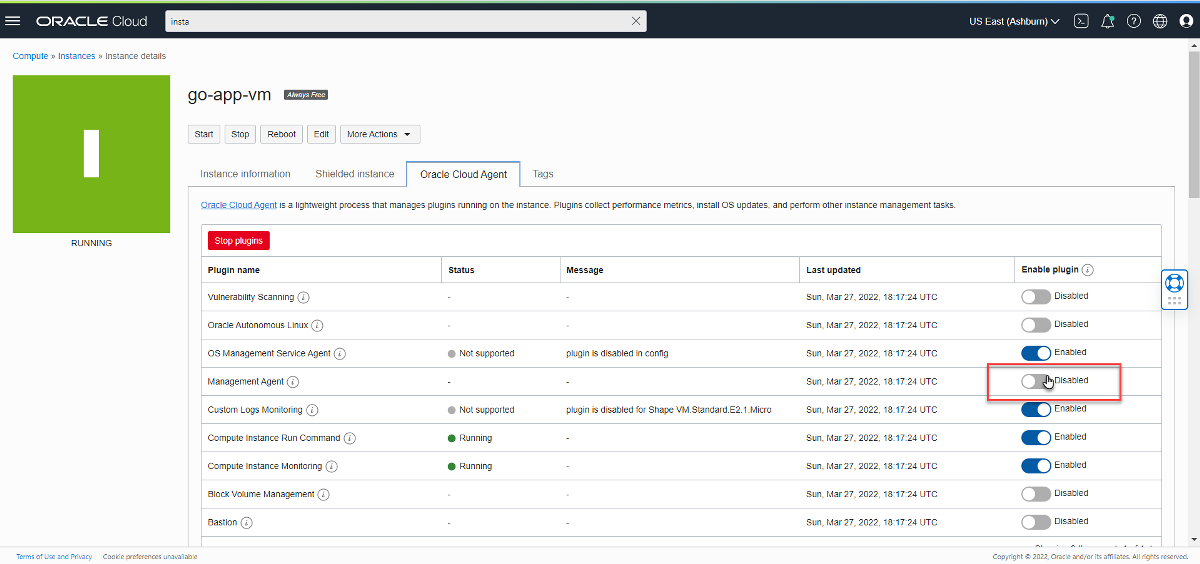 ORACLE Cloud
insta
US East (Ashburn)
Compute » Instances » Instance details
go-app-vm
Always Free
Start
Stop
Reboot
Edit
More Actions
Instance information
Shielded instance
Oracle Cloud Agent
Tags
Oracle Cloud Agent is a lightweight process that manages plugins running on the instance. Plugins collect performance metrics, install OS updates, and perform other instance management tasks.
RUNNING
Stop plugins
Plugin name Status Message Last updated Enable plugin
Vulnerability Scanning - - Sun, Mar 27, 2022, 18:17:24 UTC Disabled
Oracle Autonomous Linux - - Sun, Mar 27, 2022, 18:17:24 UTC Disabled
OS Management Service Agent Not supported plugin is disabled in config Sun, Mar 27, 2022, 18:17:24 UTC Enabled
Management Agent - - Sun, Mar 27, 2022, 18:17:24 UTC Disabled
Custom Logs Monitoring Not supported plugin is disabled for Shape VM.Standard.E2.1.Micro Sun, Mar 27, 2022, 18:17:24 UTC Enabled
Compute Instance Run Command Running - Sun, Mar 27, 2022, 18:17:24 UTC Enabled
Compute Instance Monitoring Running - Sun, Mar 27, 2022, 18:17:24 UTC Enabled
Block Volume Management - - Sun, Mar 27, 2022, 18:17:24 UTC Disabled
Bastion - - Sun, Mar 27, 2022, 18:17:24 UTC Disabled
Terms of Use and Privacy Cookie preferences unavailable
Copyright © 2022, Oracle and/or its affiliates. All rights reserved.